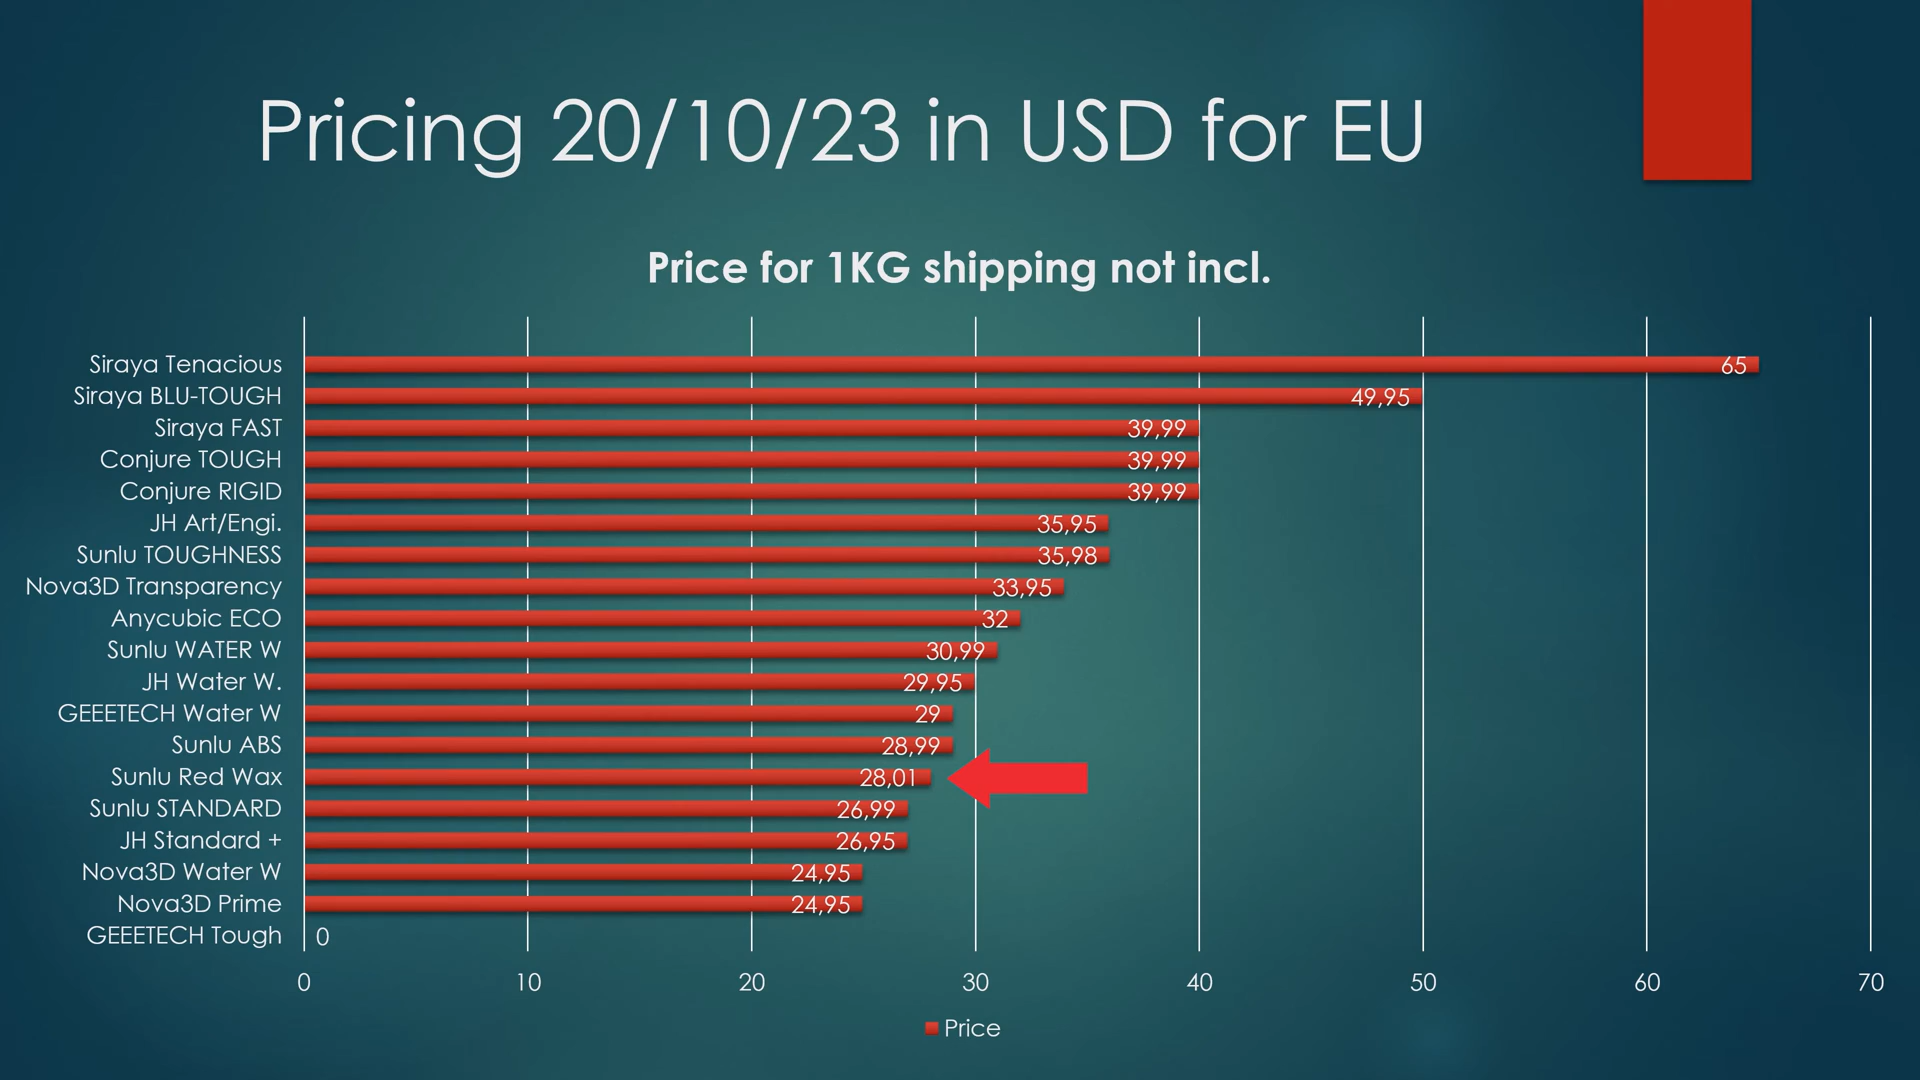 Pricing 20/10/23 in USD for EU
Price for 1KG shipping not incl.
Siraya Tenacious 65
Siraya BLU-TOUGH 49,95
Siraya FAST 39,99
Conjure TOUGH 39,99
Conjure RIGID 39,99
JH Art/Engi. 35,95
Sunlu TOUGHNESS 35,98
Nova3D Transparency 33,95
Anycubic ECO 32
Sunlu WATER W 30,99
JH Water W. 29,95
GEEETECH Water W 29
Sunlu ABS 28,99
Sunlu Red Wax 28,01
Sunlu STANDARD 26,99
JH Standard + 26,95
Nova3D Water W 24,95
Nova3D Prime 24,95
GEEETECH Tough 0
0 10 20 30 40 50 60 70
Price